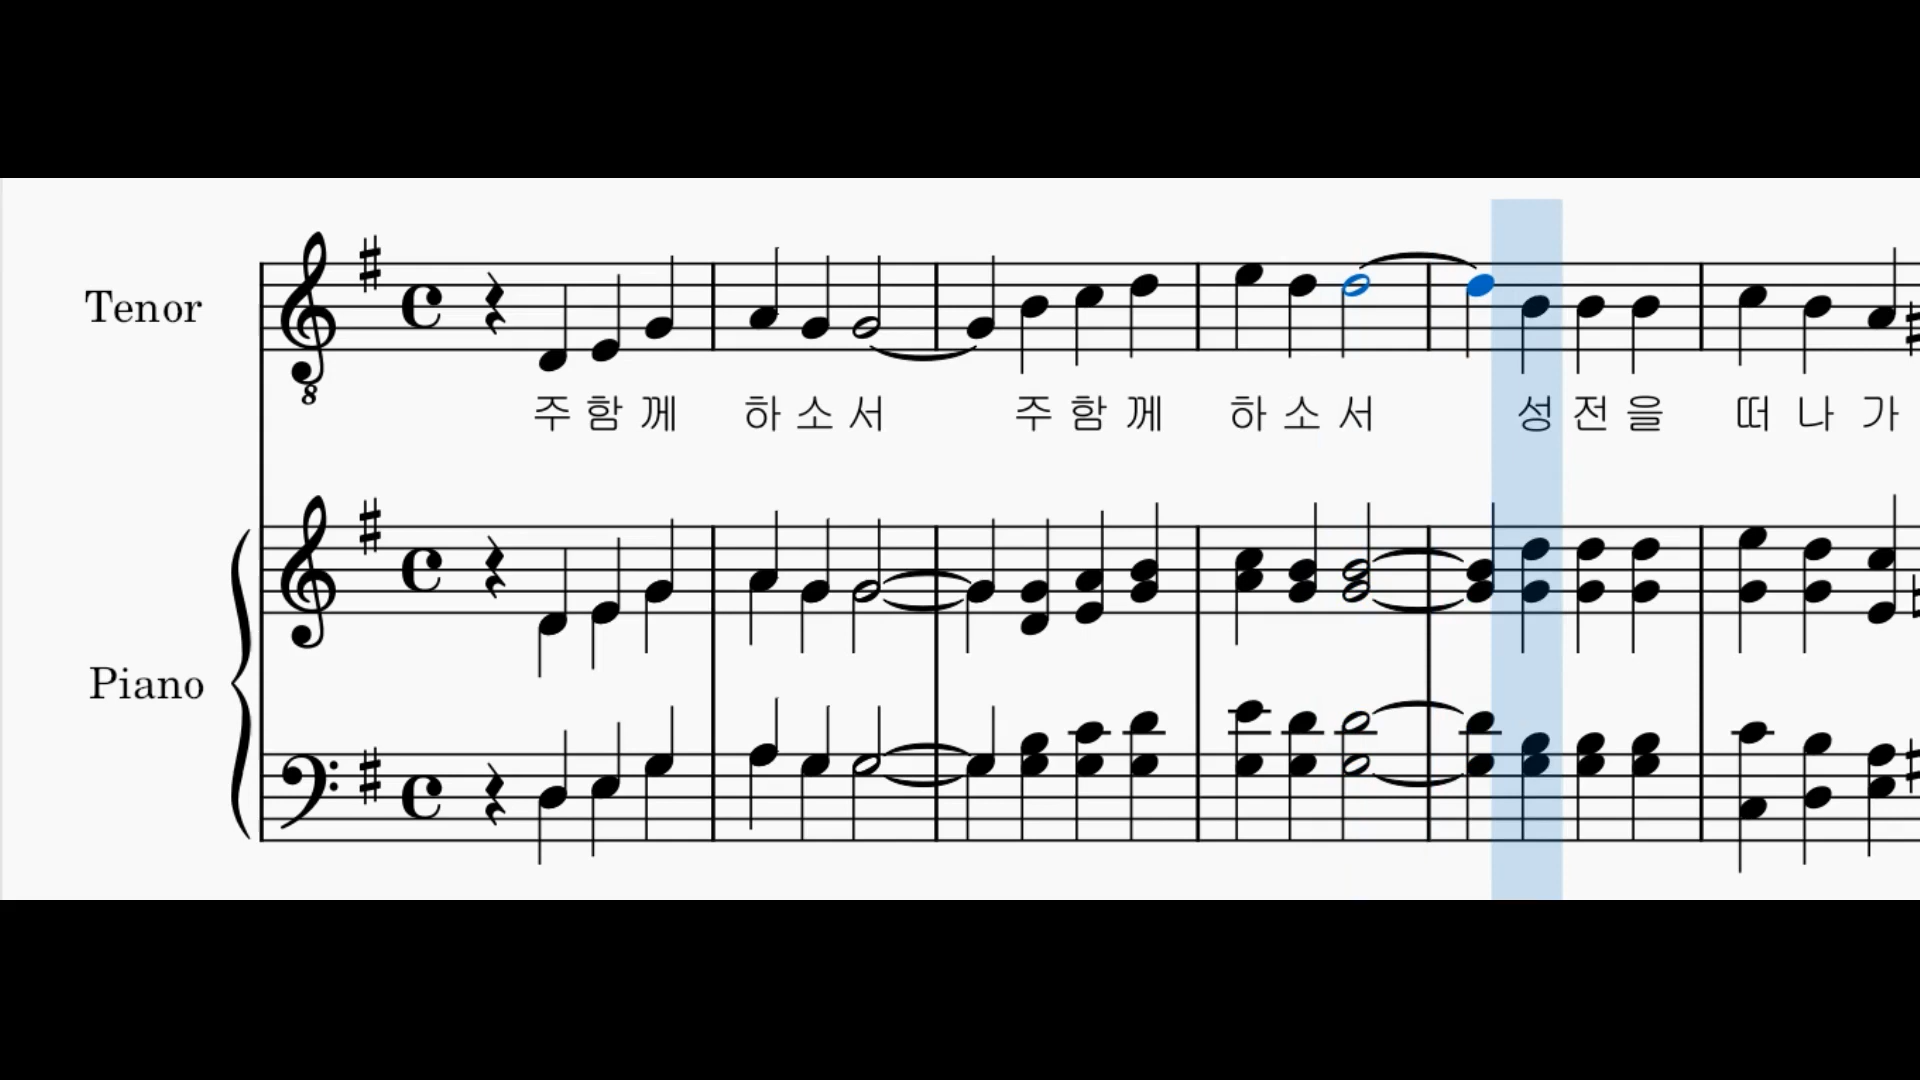 Tenor
8
주 함 께 하 소 서 주 함 께 하 소 서 성 전 을 떠 나 가
Piano